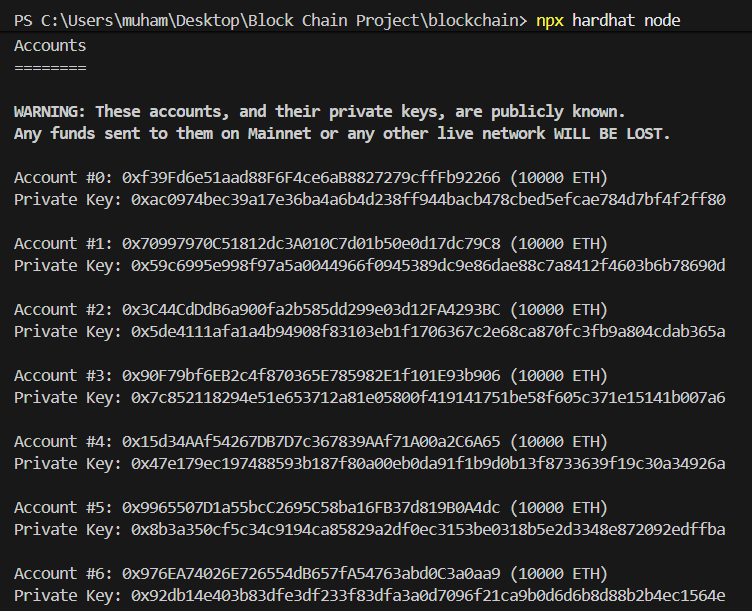 PS C:\Users\muham\Desktop\Block Chain Project\blockchain> npx hardhat node
Accounts
========
WARNING: These accounts, and their private keys, are publicly known.
Any funds sent to them on Mainnet or any other live network WILL BE LOST.
Account #0: 0xf39Fd6e51aad88F6F4ce6aB8827279cffFb92266 (10000 ETH)
Private Key: 0xac0974bec39a17e36ba4a6b4d238ff944bacb478cbed5efcae784d7bf4f2ff80
Account #1: 0x70997970C51812dc3A010C7d01b50e0d17dc79C8 (10000 ETH)
Private Key: 0x59c6995e998f97a5a0044966f0945389dc9e86dae88c7a8412f4603b6b78690d
Account #2: 0x3C44CdDdB6a900fa2b585dd299e03d12FA4293BC (10000 ETH)
Private Key: 0x5de4111afa1a4b94908f83103eb1f1706367c2e68ca870fc3fb9a804cdab365a
Account #3: 0x90F79bf6EB2c4f870365E785982E1f101E93b906 (10000 ETH)
Private Key: 0x7c852118294e51e653712a81e05800f419141751be58f605c371e15141b007a6
Account #4: 0x15d34AAf54267DB7D7c367839AAf71A00a2C6A65 (10000 ETH)
Private Key: 0x47e179ec197488593b187f80a00eb0da91f1b9d0b13f8733639f19c30a34926a
Account #5: 0x9965507D1a55bcC2695C58ba16FB37d819B0A4dc (10000 ETH)
Private Key: 0x8b3a350cf5c34c9194ca85829a2df0ec3153be0318b5e2d3348e872092edffba
Account #6: 0x976EA74026E726554dB657fA54763abd0C3a0aa9 (10000 ETH)
Private Key: 0x92db14e403b83dfe3df233f83dfa3a0d7096f21ca9b0d6d6b8d88b2b4ec1564e